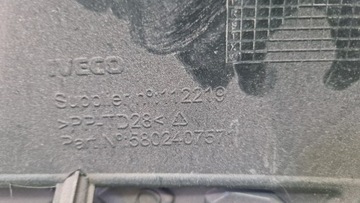 IVECO
Supplier n°:112219
>PP-TD28<
Part.N°:5802407571